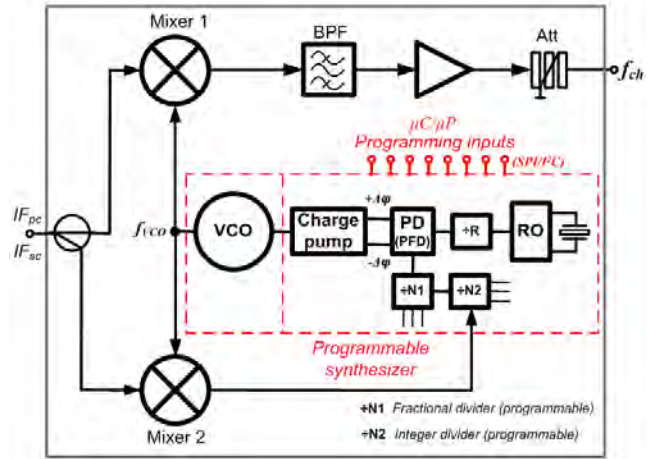 Mixer 1
BPF
Att
f_ch
μC/μP
Programming inputs
(SPI/I²C)
IF_pc
IF_sc
f_VCO
VCO
Charge
pump
+Δφ
-Δφ
PD
(PFD)
÷R
RO
÷N1
÷N2
Programmable
synthesizer
Mixer 2
÷N1 Fractional divider (programmable)
÷N2 Integer divider (programmable)